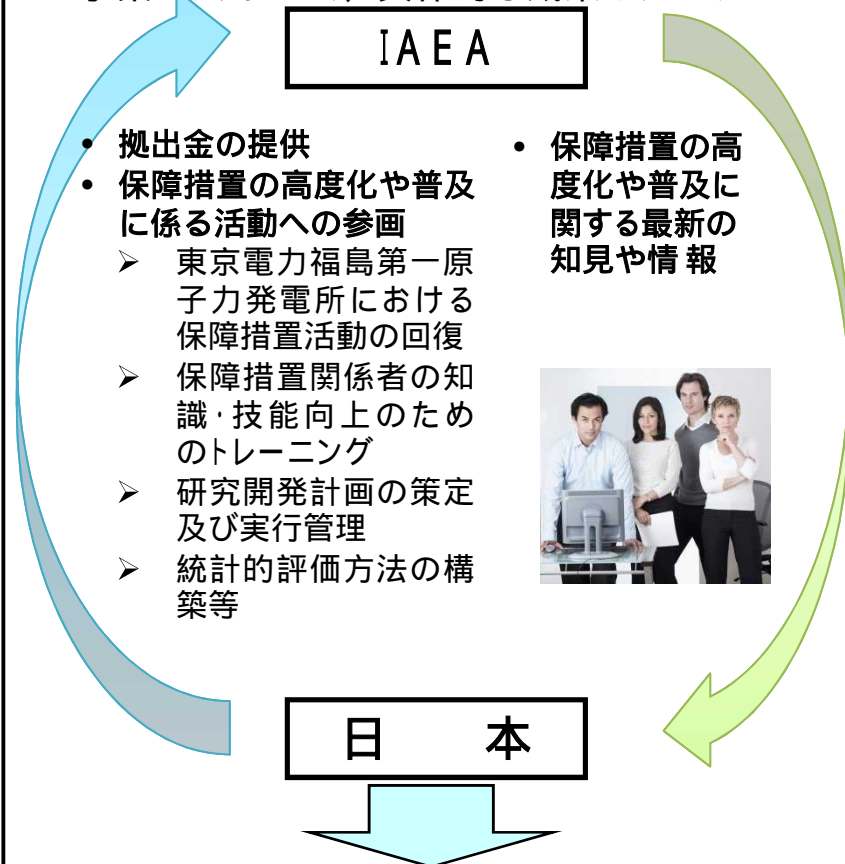 IAEA
• 拠出金の提供
• 保障措置の高度化や普及
に係る活動への参画
➢ 東京電力福島第一原
子力発電所における
保障措置活動の回復
➢ 保障措置関係者の知
識・技能向上のため
のトレーニング
➢ 研究開発計画の策定
及び実行管理
➢ 統計的評価方法の構
築等
• 保障措置の高
度化や普及に
関する最新の
知見や情報
日 本